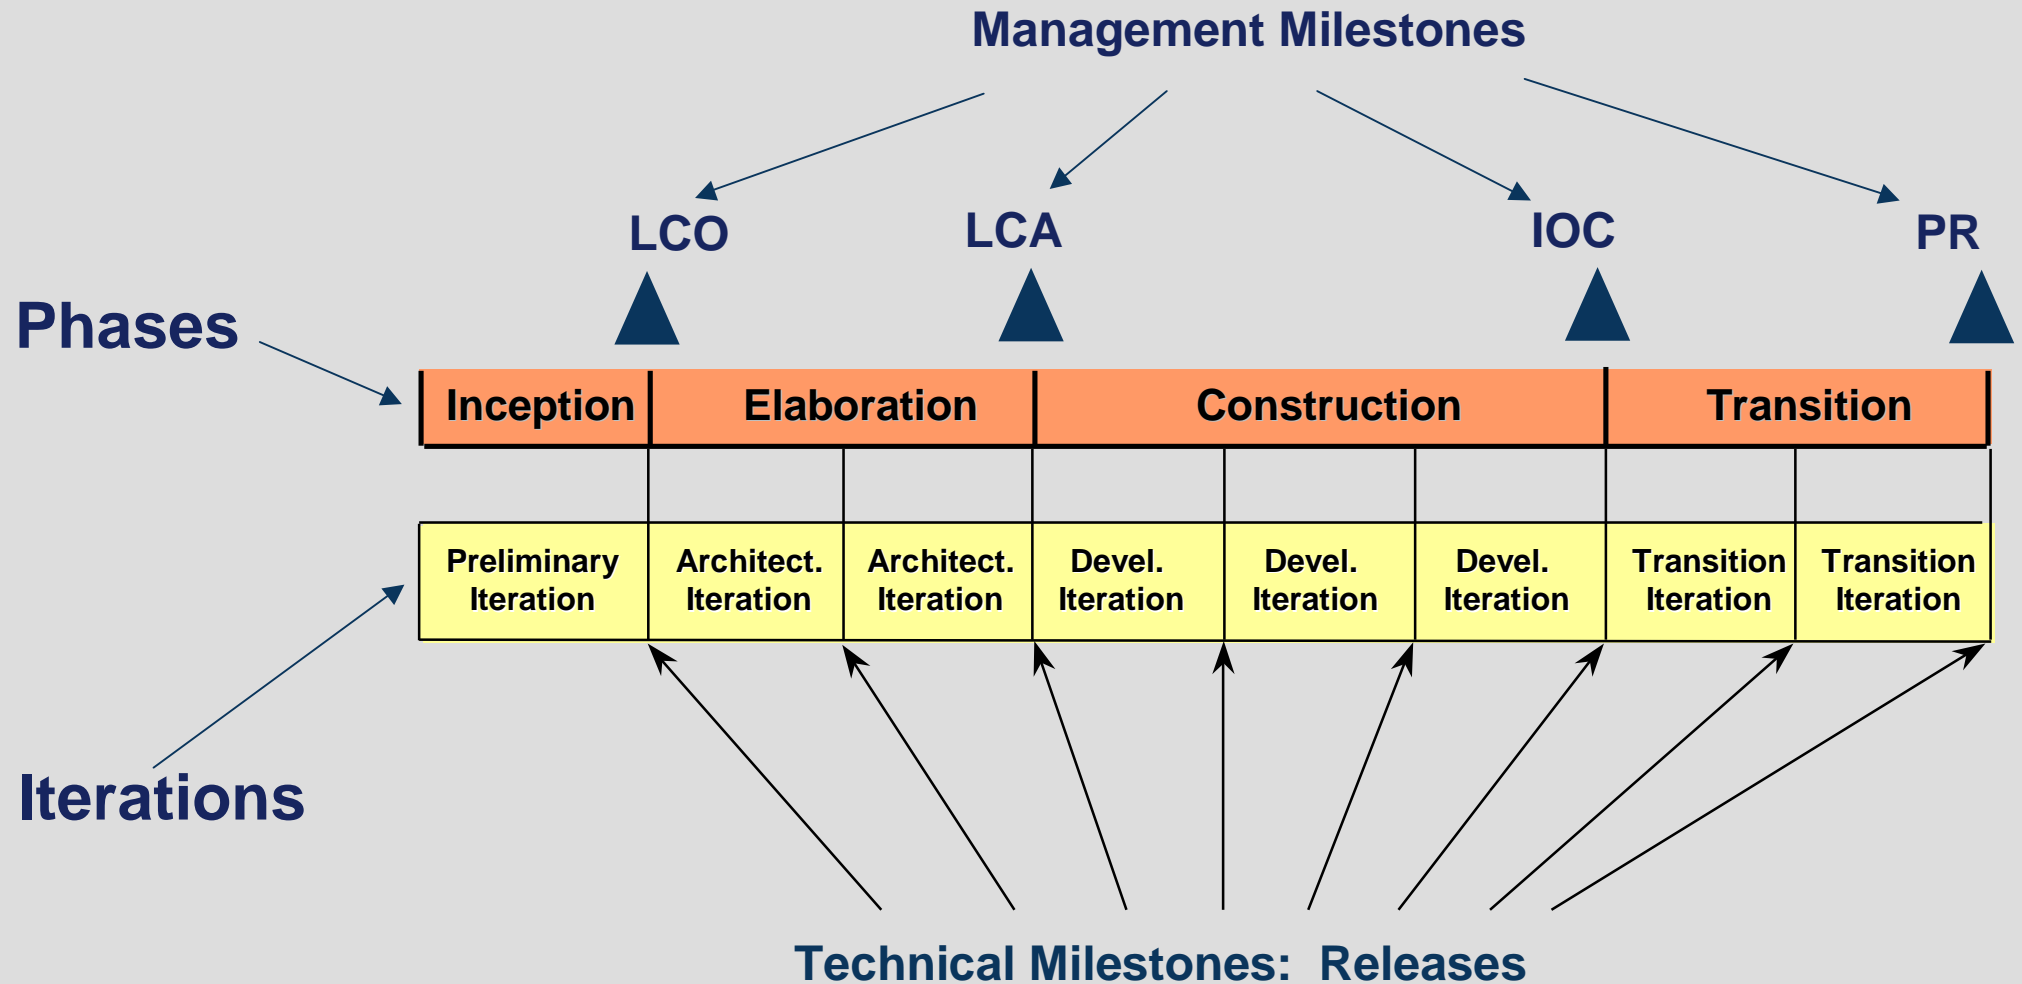 Management Milestones
LCO LCA IOC PR
Phases
Inception Elaboration Construction Transition
Preliminary Architect. Architect. Devel. Devel. Devel. Transition Transition
Iteration Iteration Iteration Iteration Iteration Iteration Iteration Iteration
Iterations
Technical Milestones: Releases